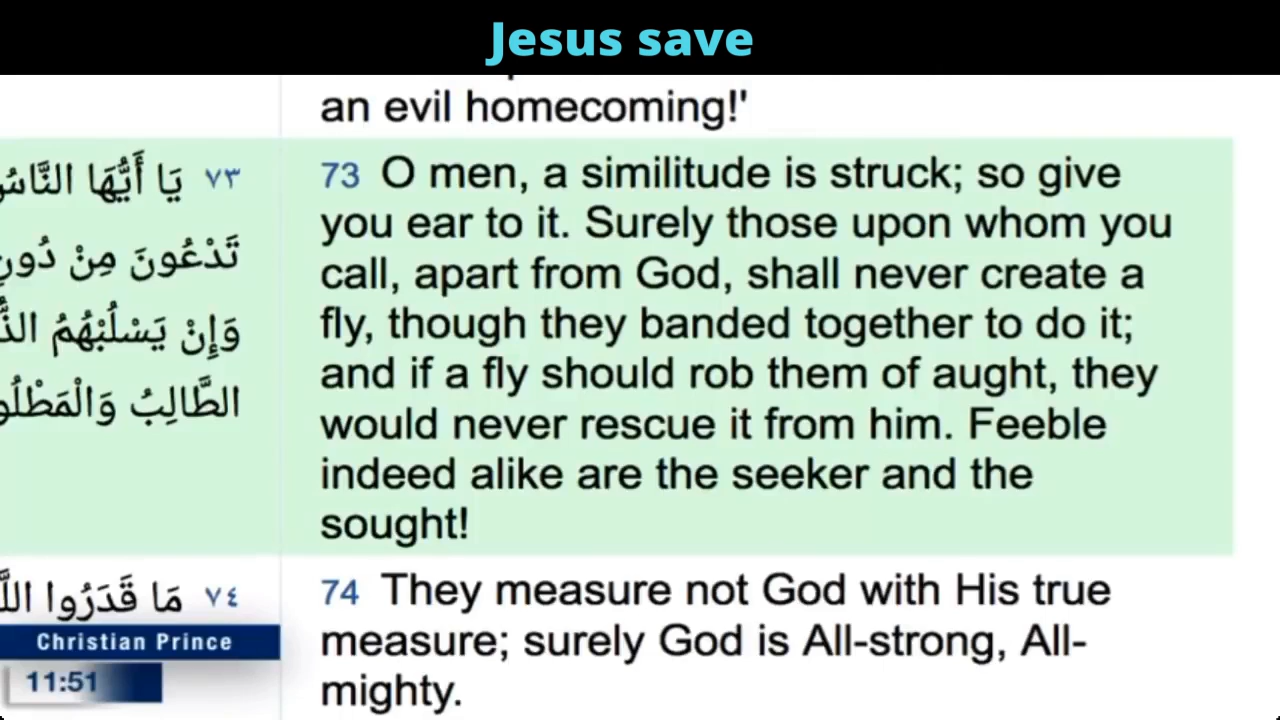 Jesus save
an evil homecoming!'
73 O men, a similitude is struck; so give
you ear to it. Surely those upon whom you
call, apart from God, shall never create a
fly, though they banded together to do it;
and if a fly should rob them of aught, they
would never rescue it from him. Feeble
indeed alike are the seeker and the
sought!
٧٣ يَا أَيُّهَا النَّاسُ
تَدْعُونَ مِنْ دُونِ
وَإِنْ يَسْلُبْهُمُ
الطَّالِبُ
74 They measure not God with His true
measure; surely God is All-strong, All-
mighty.
٧٤ مَا قَدَرُوا
Christian Prince
11:51